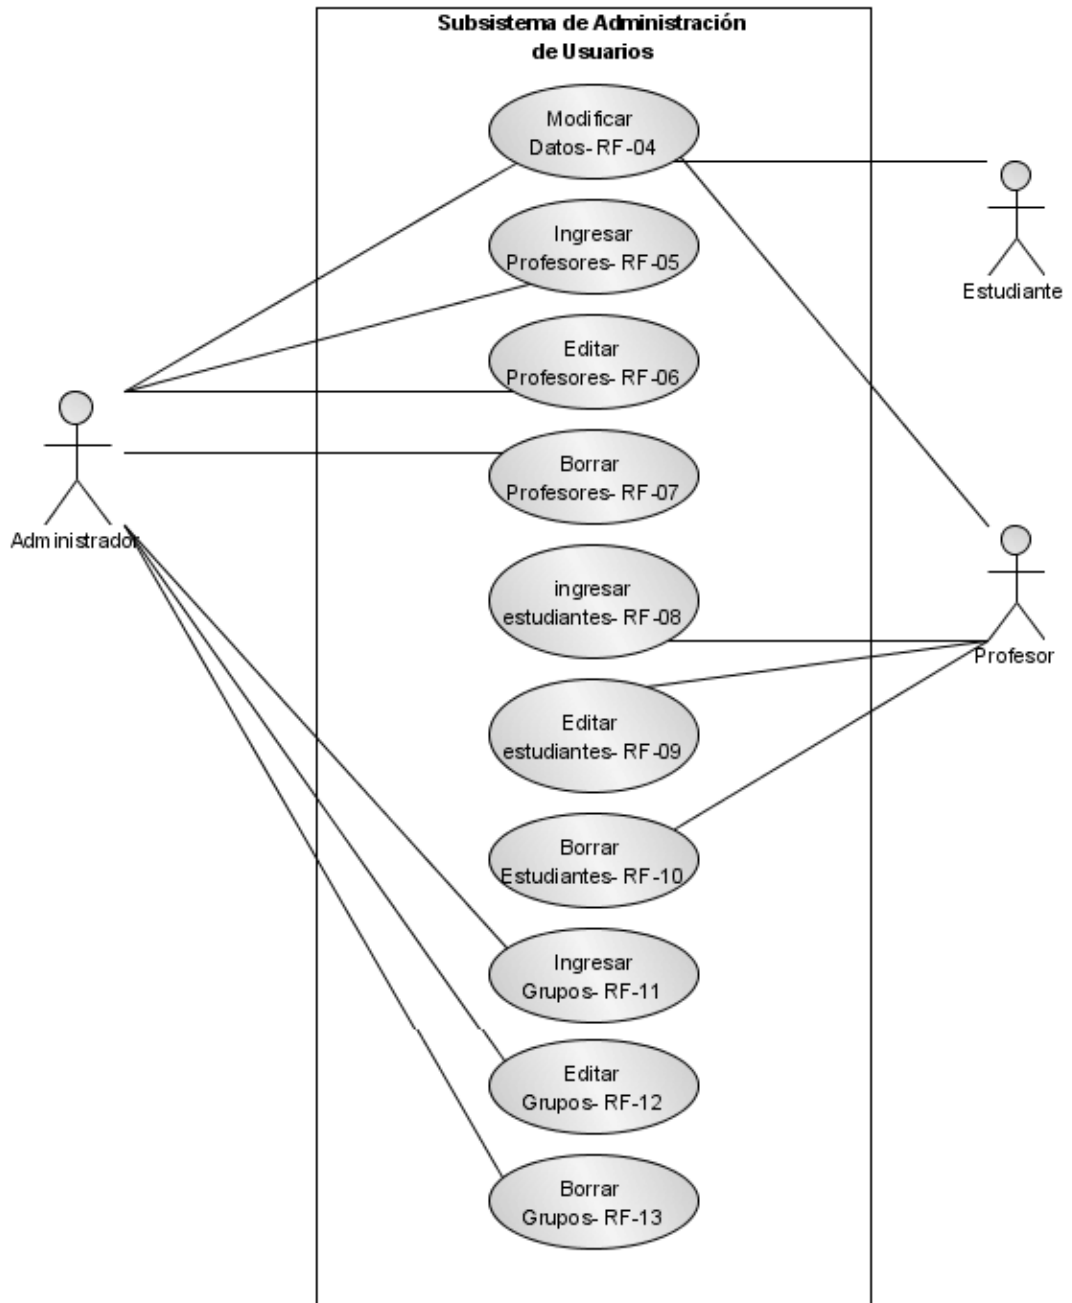 Subsistema de Administración
de Usuarios
Modificar
Datos- RF-04
Estudiante
Ingresar
Profesores- RF-05
Editar
Profesores- RF-06
Administrador
Borrar
Profesores- RF-07
ingresar
estudiantes- RF-08
Profesor
Editar
estudiantes- RF-09
Borrar
Estudiantes- RF-10
Ingresar
Grupos- RF-11
Editar
Grupos- RF-12
Borrar
Grupos- RF-13